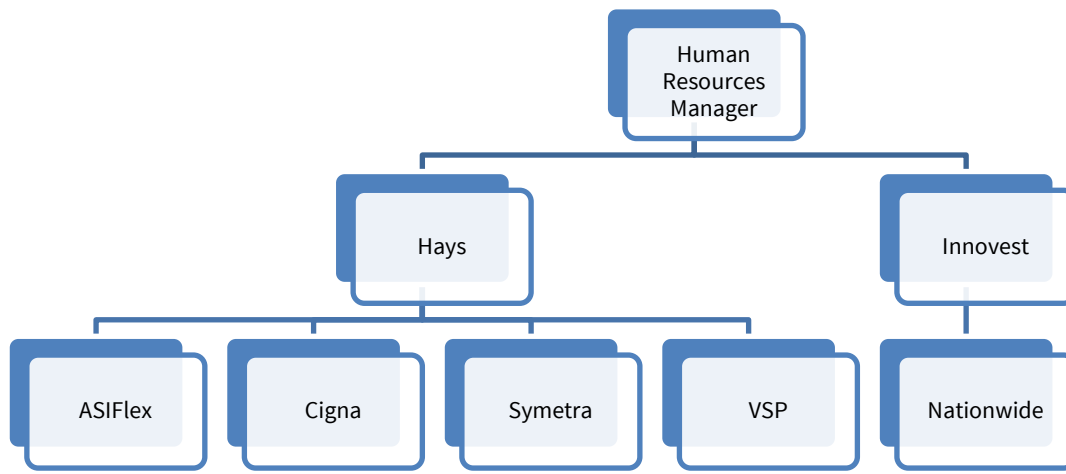 Human
Resources
Manager
Hays
Innovest
ASIFlex
Cigna
Symetra
VSP
Nationwide